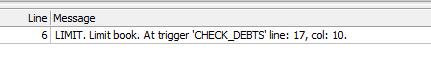 Line Message
6 LIMIT. Limit book. At trigger 'CHECK_DEBTS' line: 17, col: 10.